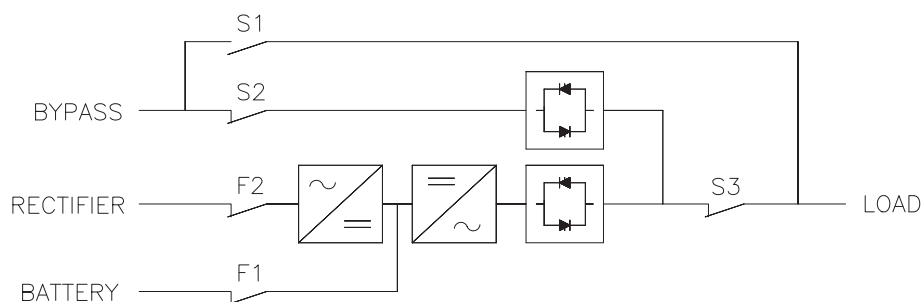 S1
BYPASS
S2
RECTIFIER
F2
S3
LOAD
BATTERY
F1